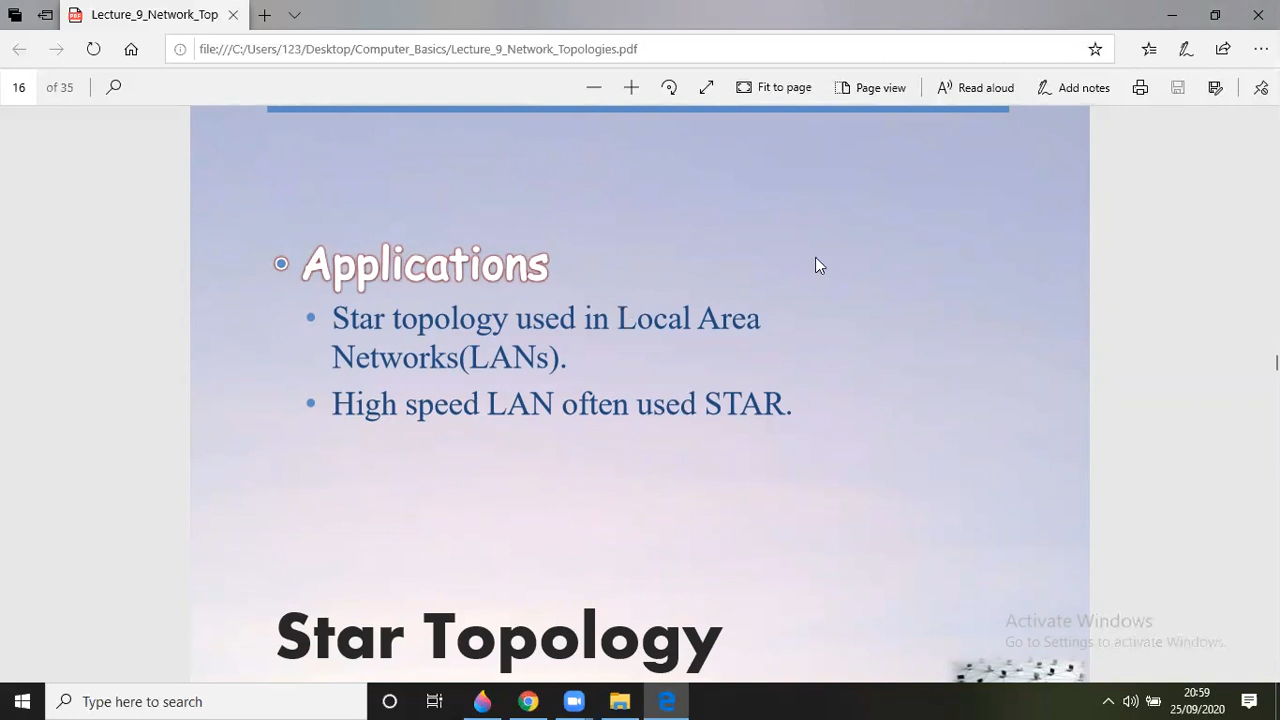 Lecture_9_Network_Top
file:///C:/Users/123/Desktop/Computer_Basics/Lecture_9_Network_Topologies.pdf
16 of 35
Fit to page
Page view
Read aloud
Add notes
• Applications
• Star topology used in Local Area
Networks(LANs).
• High speed LAN often used STAR.
Star Topology
Activate Windows
Go to Settings to activate Windows.
Type here to search
20:59
25/09/2020